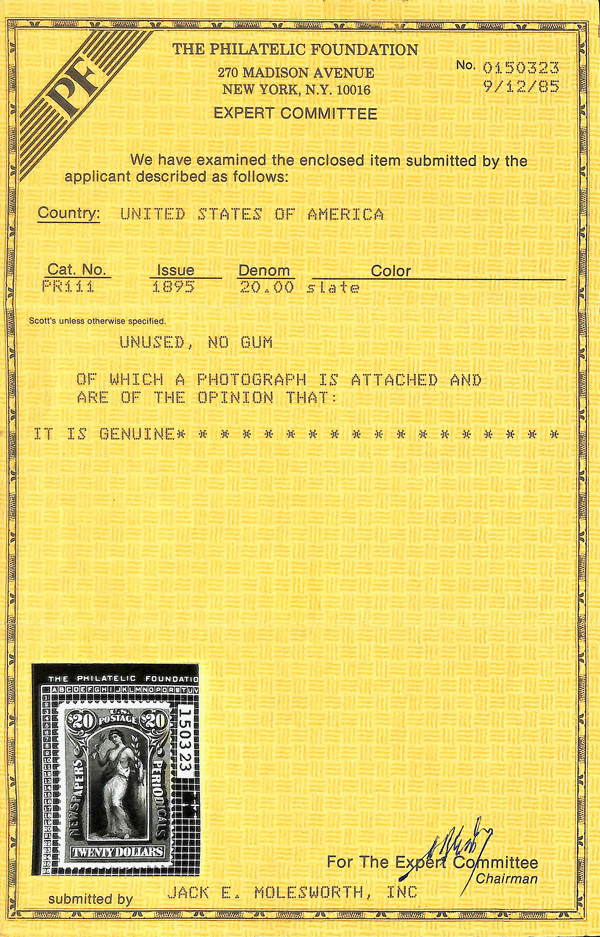 PF
THE PHILATELIC FOUNDATION
270 MADISON AVENUE
NEW YORK, N.Y. 10016
EXPERT COMMITTEE
No. 0150323
9/12/85
We have examined the enclosed item submitted by the
applicant described as follows:
Country: UNITED STATES OF AMERICA
Cat. No. Issue Denom Color
PR111 1895 20.00 slate
Scott's unless otherwise specified.
UNUSED, NO GUM
OF WHICH A PHOTOGRAPH IS ATTACHED AND
ARE OF THE OPINION THAT:
IT IS GENUINE* * * * * * * * * * * * * * * * * *
THE PHILATELIC FOUNDATIO
ABCDEFGHIJKLMNOPQRSTUV
$20 U.S. POSTAGE $20
NEWSPAPERS
PERIODICALS
TWENTY DOLLARS
150323
For The Expert Committee
Chairman
submitted by JACK E. MOLESWORTH, INC